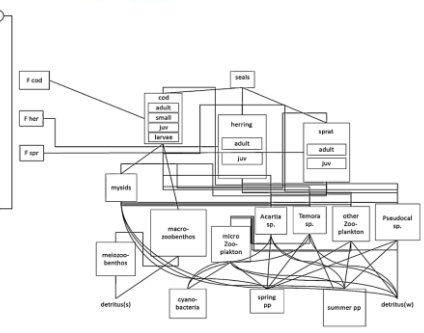 seals
F cod
cod
adult
small
juv
larvae
F her
herring
adult
juv
sprat
adult
juv
F spr
mysids
macro-
zoobenthos
micro
Zoo-
plankton
Acartia
sp.
Temora
sp.
other
Zoo-
plankton
Pseudocal
sp.
meiozoo-
benthos
detritus(s)
cyano-
bacteria
spring
pp
summer pp
detritus(w)